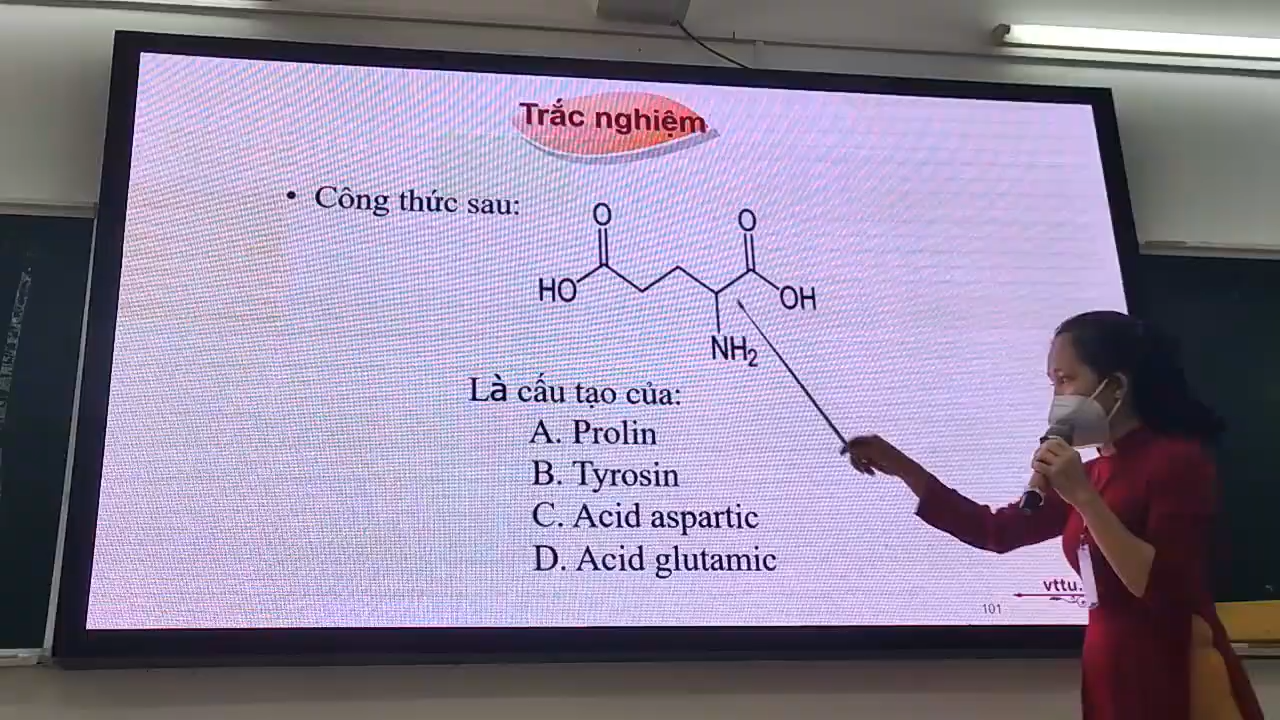 Trắc nghiệm
• Công thức sau:
O
O
HO
OH
NH₂
Là cấu tạo của:
A. Prolin
B. Tyrosin
C. Acid aspartic
D. Acid glutamic
vttu.
101